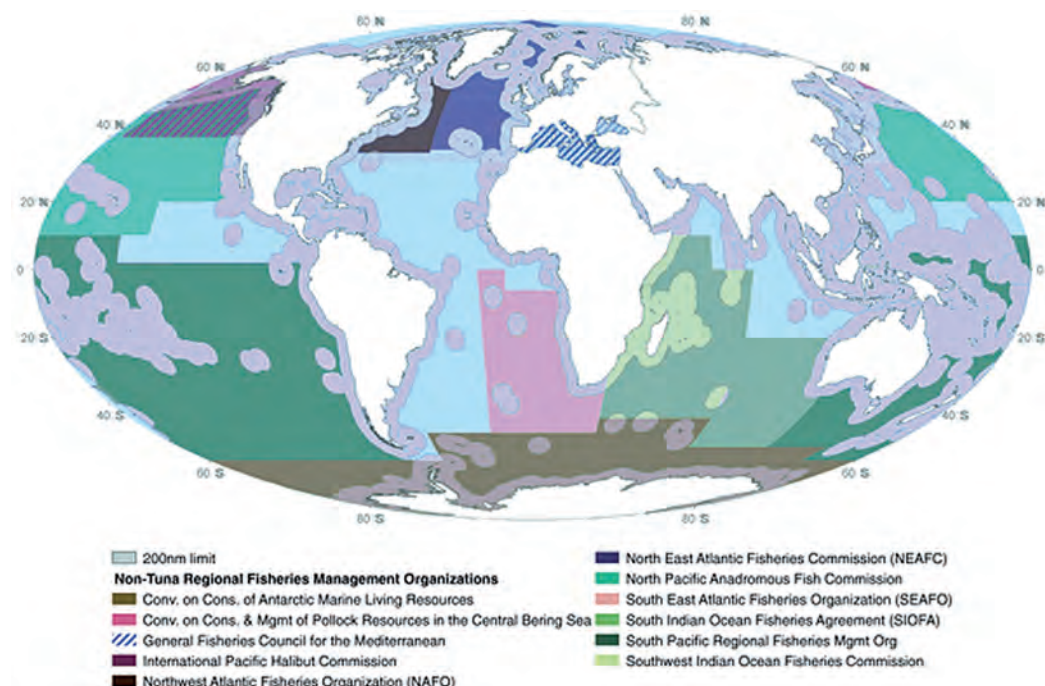 80 N 80 N
60 N 60 N
40 N 40 N
20 N 20 N
0 0
20 S 20 S
40 S 40 S
60 S 60 S
80 S 80 S
200nm limit
Non-Tuna Regional Fisheries Management Organizations
Conv. on Cons. of Antarctic Marine Living Resources
Conv. on Cons. & Mgmt of Pollock Resources in the Central Bering Sea
General Fisheries Council for the Mediterranean
International Pacific Halibut Commission
Northwest Atlantic Fisheries Organization (NAFO)
North East Atlantic Fisheries Commission (NEAFC)
North Pacific Anadromous Fish Commission
South East Atlantic Fisheries Organization (SEAFO)
South Indian Ocean Fisheries Agreement (SIOFA)
South Pacific Regional Fisheries Mgmt Org
Southwest Indian Ocean Fisheries Commission